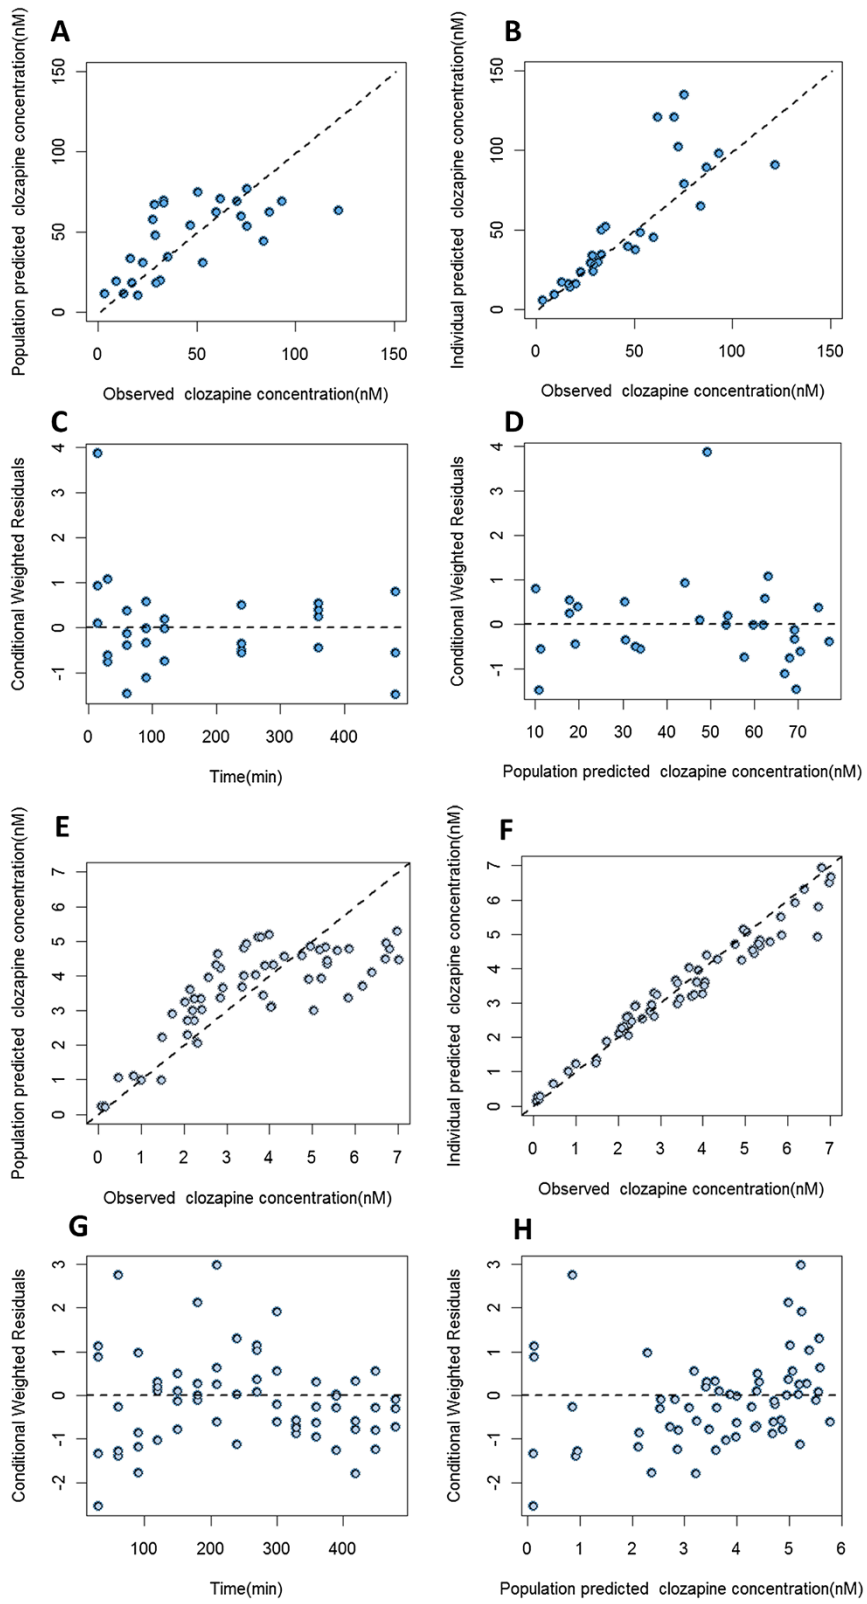 A
Population predicted  clozapine concentration(nM)
150
100
50
0
0 50 100 150
Observed  clozapine concentration(nM)
B
Individual predicted  clozapine concentration(nM)
150
100
50
0
0 50 100 150
Observed  clozapine concentration(nM)
C
Conditional Weighted Residuals
4
3
2
1
0
-1
0 100 200 300 400
Time(min)
D
Conditional Weighted Residuals
4
3
2
1
0
-1
10 20 30 40 50 60 70
Population predicted  clozapine concentration(nM)
E
Population predicted  clozapine concentration(nM)
7
6
5
4
3
2
1
0
0 1 2 3 4 5 6 7
Observed  clozapine concentration(nM)
F
Individual predicted  clozapine concentration(nM)
7
6
5
4
3
2
1
0
0 1 2 3 4 5 6 7
Observed  clozapine concentration(nM)
G
Conditional Weighted Residuals
3
2
1
0
-1
-2
100 200 300 400
Time(min)
H
Conditional Weighted Residuals
3
2
1
0
-1
-2
0 1 2 3 4 5 6
Population predicted  clozapine concentration(nM)